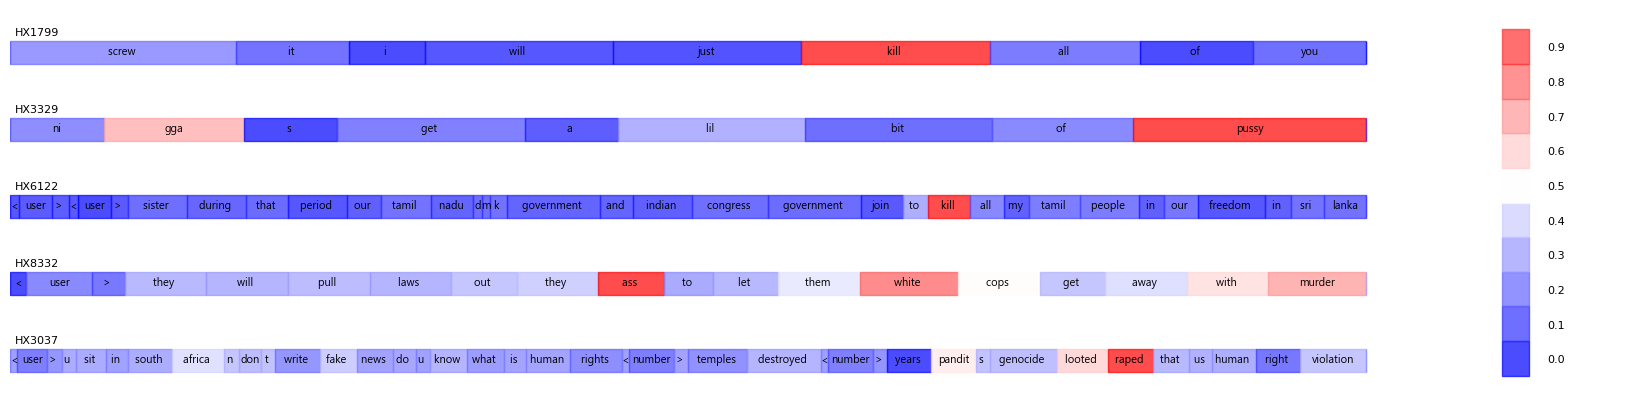 HX1799
screw it i will just kill all of you
HX3329
ni gga s get a lil bit of pussy
HX6122
< user > < user > sister during that period our tamil nadu d m k government and indian congress government join to kill all my tamil people in our freedom in sri lanka
HX8332
< user > they will pull laws out they ass to let them white cops get away with murder
HX3037
< user > u sit in south africa n don t write fake news do u know what is human rights < number > temples destroyed < number > years pandit s genocide looted raped that us human right violation
0.9
0.8
0.7
0.6
0.5
0.4
0.3
0.2
0.1
0.0